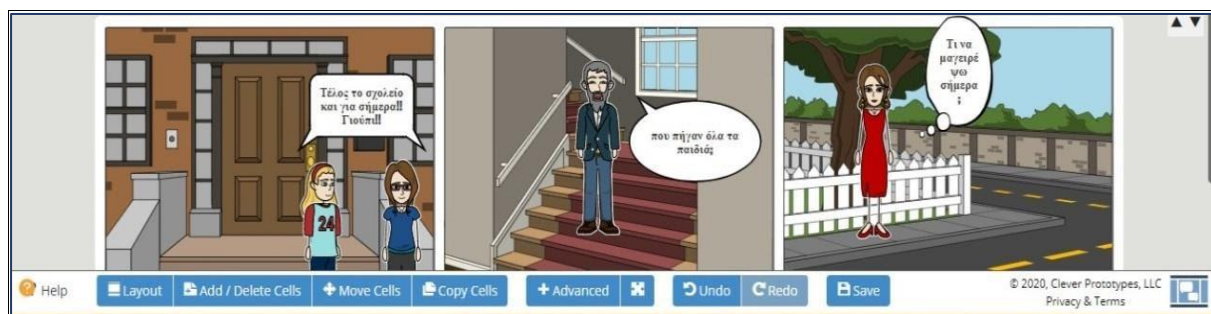 Τέλος το σχολείο
και για σήμερα!!
Γιούπι!!
που πήγαν όλα τα
παιδιά;
Τι να
μαγειρέ
ψω
σήμερα
;
24
Help
Layout
Add / Delete Cells
Move Cells
Copy Cells
+ Advanced
Undo
Redo
Save
© 2020, Clever Prototypes, LLC
Privacy & Terms